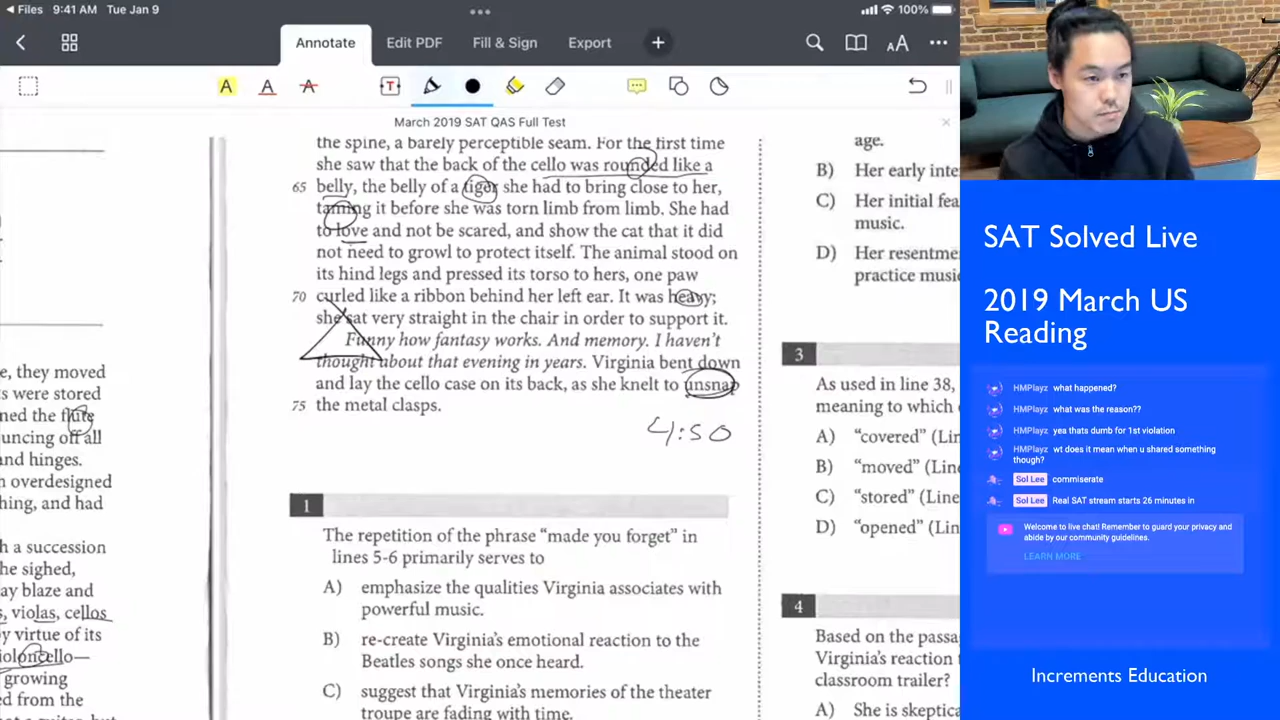 Files 9:41 AM Tue Jan 9
100%
Annotate Edit PDF Fill & Sign Export
March 2019 SAT QAS Full Test
the spine, a barely perceptible seam. For the first time
she saw that the back of the cello was rounded like a
65 belly, the belly of a tiger she had to bring close to her,
taming it before she was torn limb from limb. She had
to love and not be scared, and show the cat that it did
not need to growl to protect itself. The animal stood on
its hind legs and pressed its torso to hers, one paw
70 curled like a ribbon behind her left ear. It was heavy;
she sat very straight in the chair in order to support it.
Funny how fantasy works. And memory. I haven't
thought about that evening in years. Virginia bent down
and lay the cello case on its back, as she knelt to unsnap
75 the metal clasps.
4:50
1
The repetition of the phrase “made you forget” in
lines 5-6 primarily serves to
A) emphasize the qualities Virginia associates with
powerful music.
B) re-create Virginia's emotional reaction to the
Beatles songs she once heard.
C) suggest that Virginia's memories of the theater
troupe are fading with time.
e, they moved
ts were stored
ned the flute
uncing off all
and hinges.
n overdesigned
thing, and had
h a succession
he sighed,
ay blaze and
s, violas, cellos
y virtue of its
ioloncello—
growing
ed from the
age.
B) Her early inte
C) Her initial fea
music.
D) Her resentme
practice musi
3
As used in line 38,
meaning to which
A) “covered” (Lin
B) “moved” (Line
C) “stored” (Line
D) “opened” (Lin
4
Based on the passa
Virginia's reaction t
classroom trailer?
A) She is skeptica
SAT Solved Live
2019 March US
Reading
HMPlayz what happened?
HMPlayz what was the reason??
HMPlayz yea thats dumb for 1st violation
HMPlayz wt does it mean when u shared something
though?
Sol Lee commiserate
Sol Lee Real SAT stream starts 26 minutes in
Welcome to live chat! Remember to guard your privacy and
abide by our community guidelines.
LEARN MORE
Increments Education